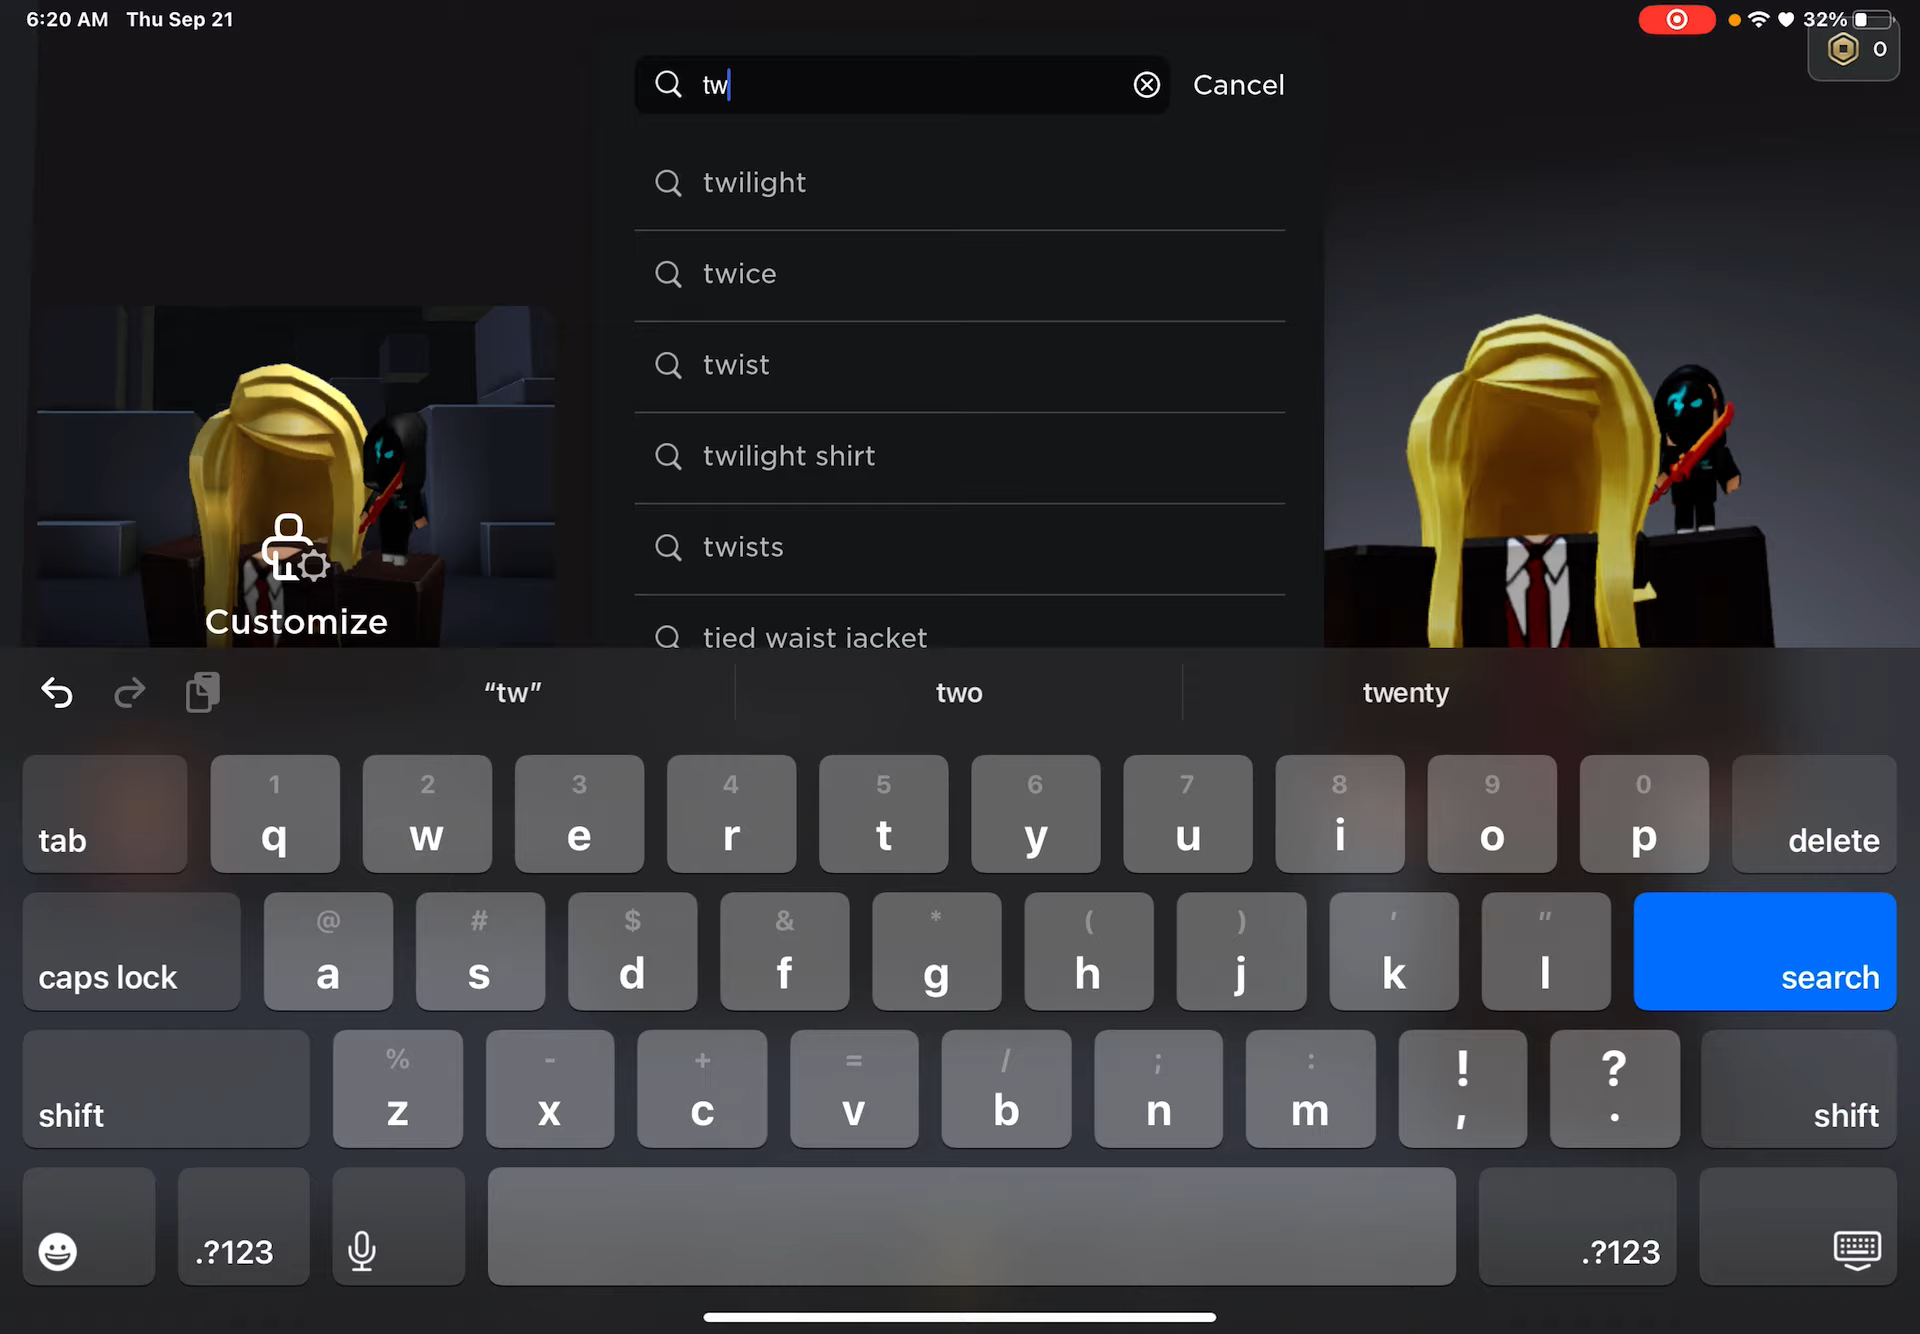 6:20 AM Thu Sep 21
32%
0
tw
Cancel
twilight
twice
twist
twilight shirt
twists
tied waist jacket
Customize
“tw”
two
twenty
1 2 3 4 5 6 7 8 9 0
tab q w e r t y u i o p delete
@ # $ & * ( ) ' "
caps lock a s d f g h j k l search
% - + = / ; : ! ?
shift z x c v b n m , . shift
.?123
.?123